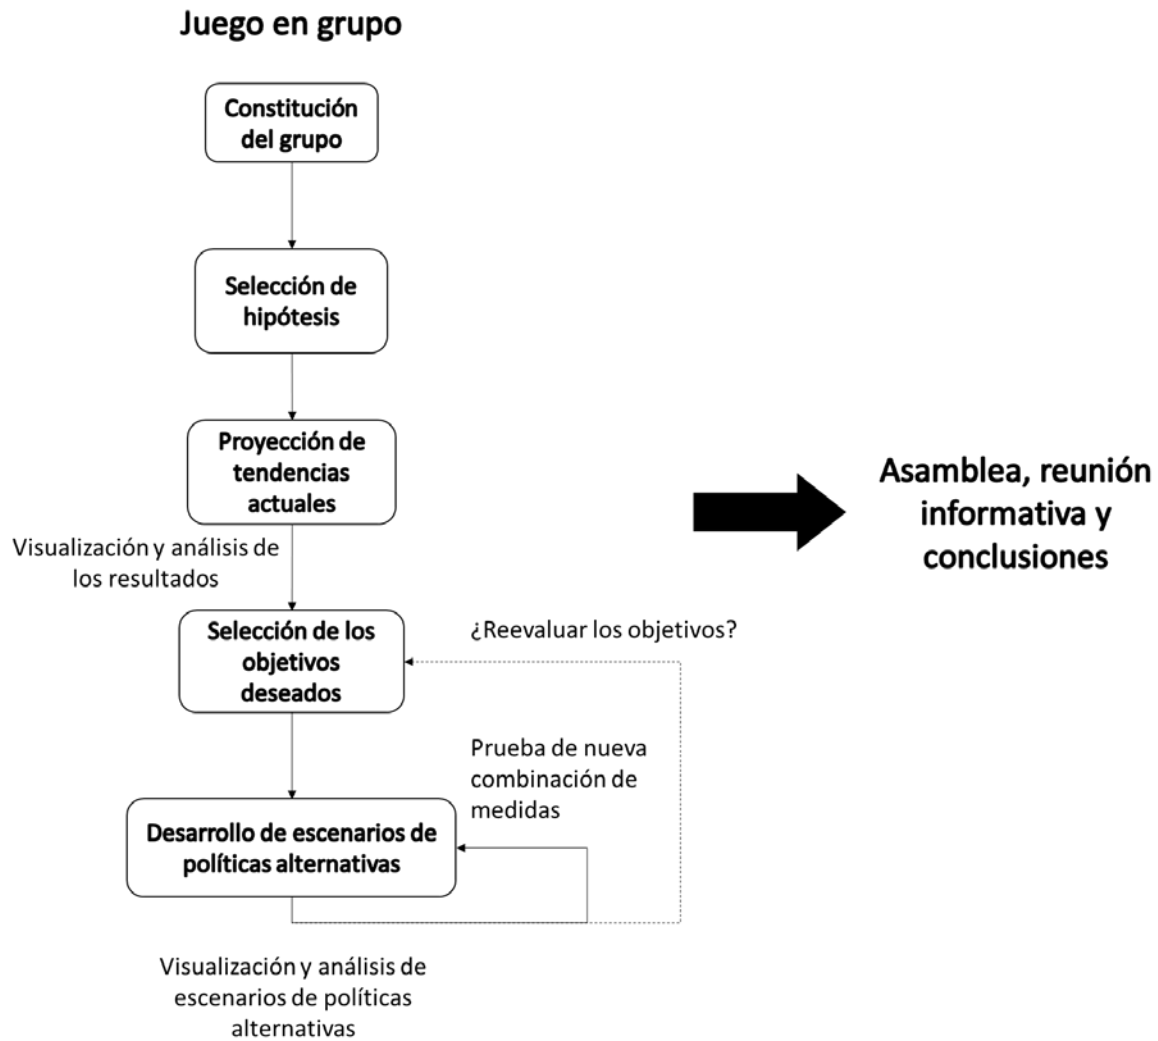 Juego en grupo
Constitución
del grupo
Selección de
hipótesis
Proyección de
tendencias
actuales
Visualización y análisis de
los resultados
Selección de los
objetivos
deseados
¿Reevaluar los objetivos?
Prueba de nueva
combinación de
medidas
Desarrollo de escenarios de
políticas alternativas
Visualización y análisis de
escenarios de políticas
alternativas
Asamblea, reunión
informativa y
conclusiones